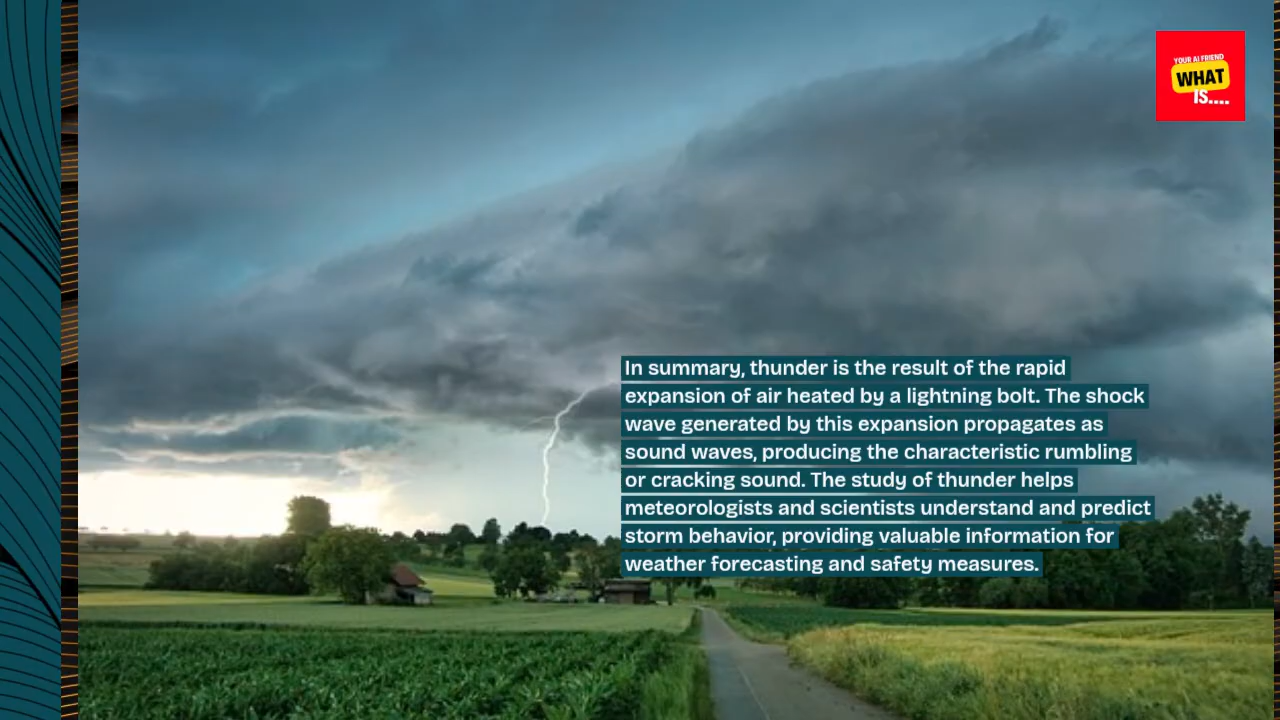 YOUR AI FRIEND
WHAT
IS....
In summary, thunder is the result of the rapid
expansion of air heated by a lightning bolt. The shock
wave generated by this expansion propagates as
sound waves, producing the characteristic rumbling
or cracking sound. The study of thunder helps
meteorologists and scientists understand and predict
storm behavior, providing valuable information for
weather forecasting and safety measures.